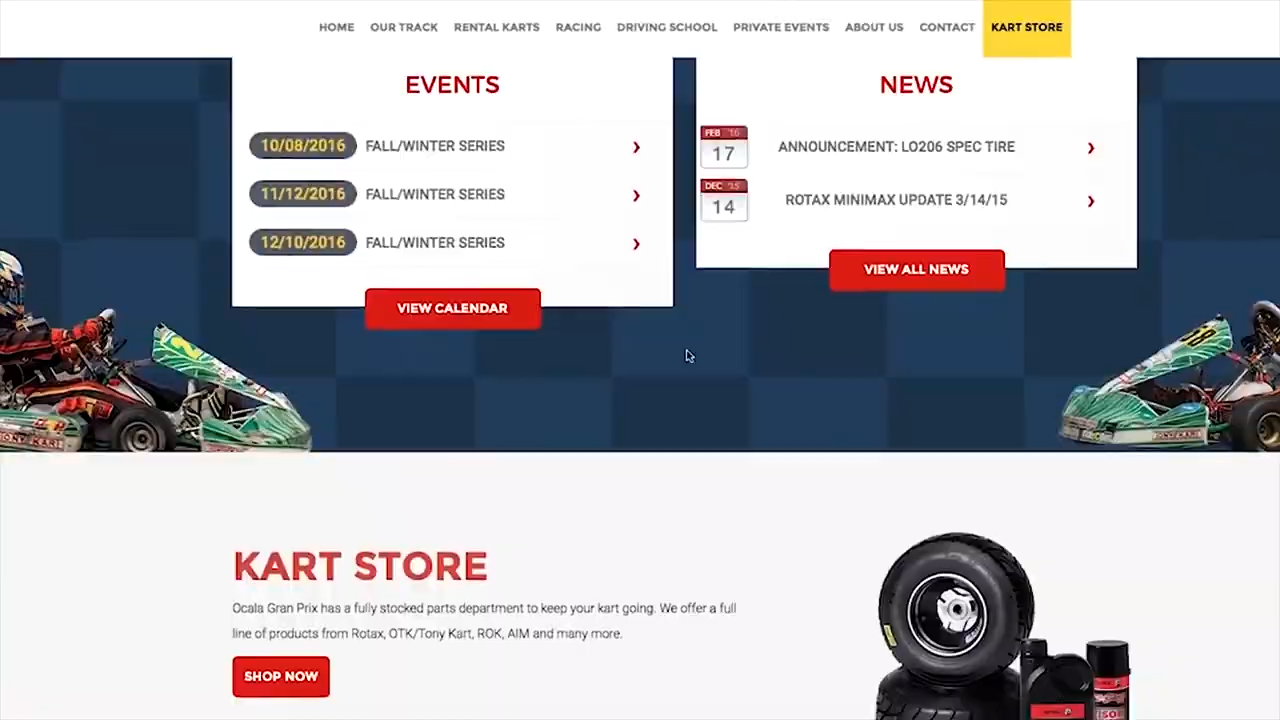 HOME OUR TRACK RENTAL KARTS RACING DRIVING SCHOOL PRIVATE EVENTS ABOUT US CONTACT KART STORE
EVENTS
10/08/2016 FALL/WINTER SERIES
11/12/2016 FALL/WINTER SERIES
12/10/2016 FALL/WINTER SERIES
VIEW CALENDAR
NEWS
FEB '16
17 ANNOUNCEMENT: LO206 SPEC TIRE
DEC '15
14 ROTAX MINIMAX UPDATE 3/14/15
VIEW ALL NEWS
KART STORE
Ocala Gran Prix has a fully stocked parts department to keep your kart going. We offer a full
line of products from Rotax, OTK/Tony Kart, ROK, AIM and many more.
SHOP NOW